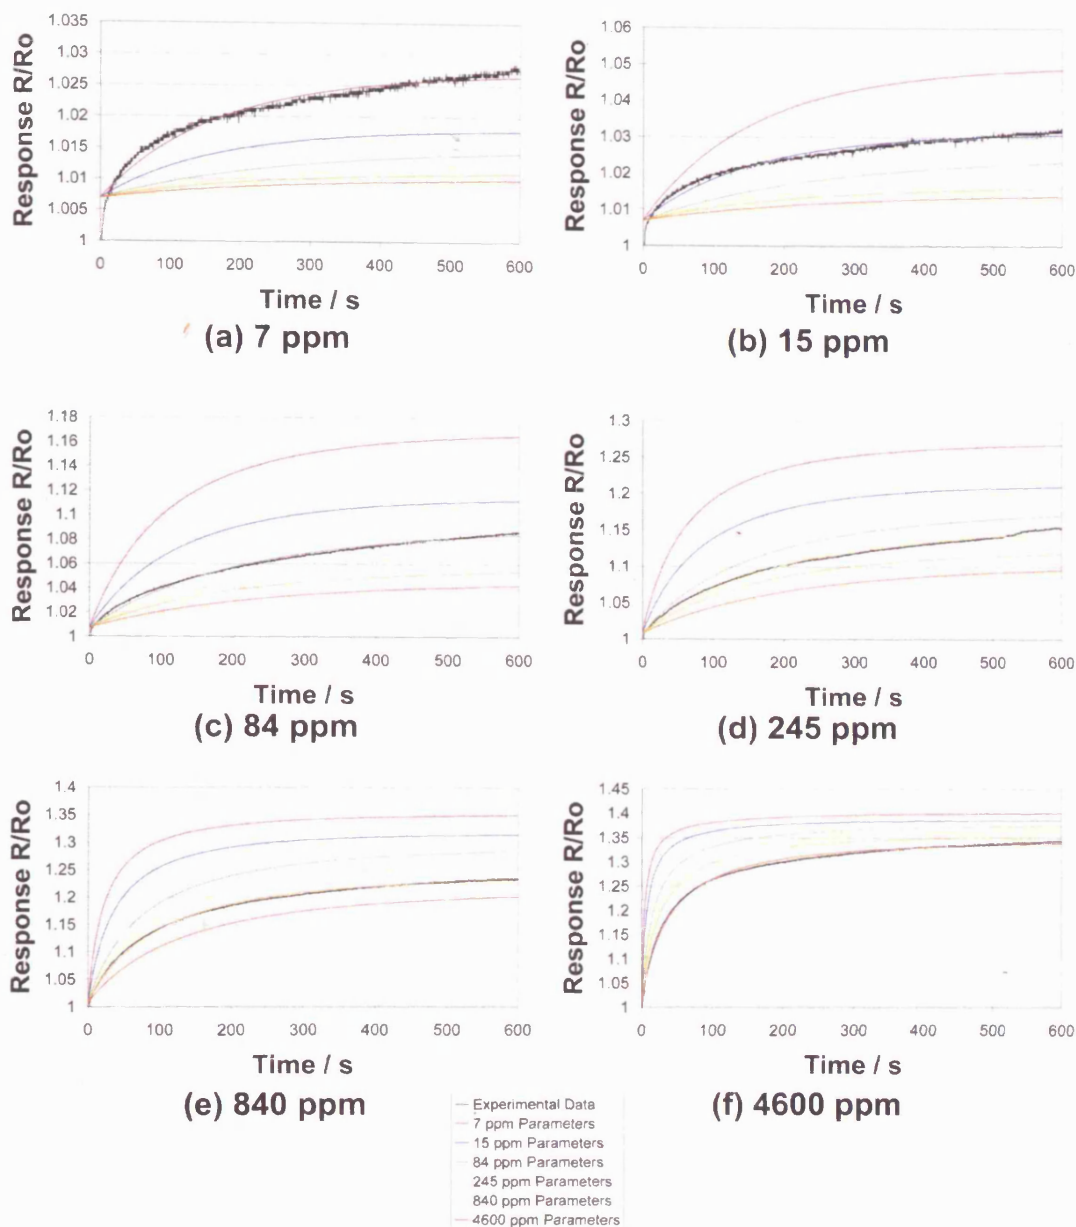 Response R/Ro
1.035
1.03
1.025
1.02
1.015
1.01
1.005
1
0 100 200 300 400 500 600
Time / s
(a) 7 ppm
Response R/Ro
1.06
1.05
1.04
1.03
1.02
1.01
1
0 100 200 300 400 500 600
Time / s
(b) 15 ppm
Response R/Ro
1.18
1.16
1.14
1.12
1.1
1.08
1.06
1.04
1.02
1
0 100 200 300 400 500 600
Time / s
(c) 84 ppm
Response R/Ro
1.3
1.25
1.2
1.15
1.1
1.05
1
0 100 200 300 400 500 600
Time / s
(d) 245 ppm
Response R/Ro
1.4
1.35
1.3
1.25
1.2
1.15
1.1
1.05
1
0 100 200 300 400 500 600
Time / s
(e) 840 ppm
Response R/Ro
1.45
1.4
1.35
1.3
1.25
1.2
1.15
1.1
1.05
1
0 100 200 300 400 500 600
Time / s
(f) 4600 ppm
Experimental Data
7 ppm Parameters
15 ppm Parameters
84 ppm Parameters
245 ppm Parameters
840 ppm Parameters
4600 ppm Parameters